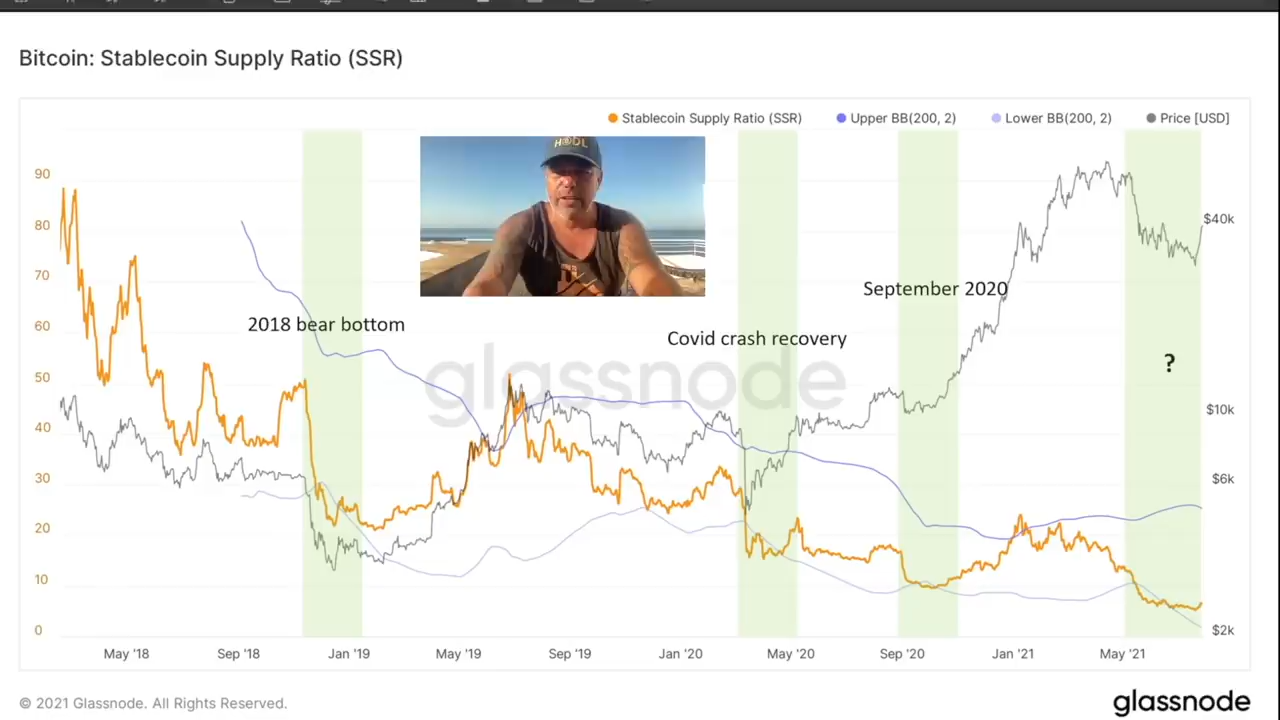 Bitcoin: Stablecoin Supply Ratio (SSR)
Stablecoin Supply Ratio (SSR) Upper BB(200, 2) Lower BB(200, 2) Price [USD]
HODL
90
80
70
60
50
40
30
20
10
0
$40k
$10k
$6k
$2k
2018 bear bottom
Covid crash recovery
September 2020
?
glassnode
May '18 Sep '18 Jan '19 May '19 Sep '19 Jan '20 May '20 Sep '20 Jan '21 May '21
© 2021 Glassnode. All Rights Reserved.
glassnode